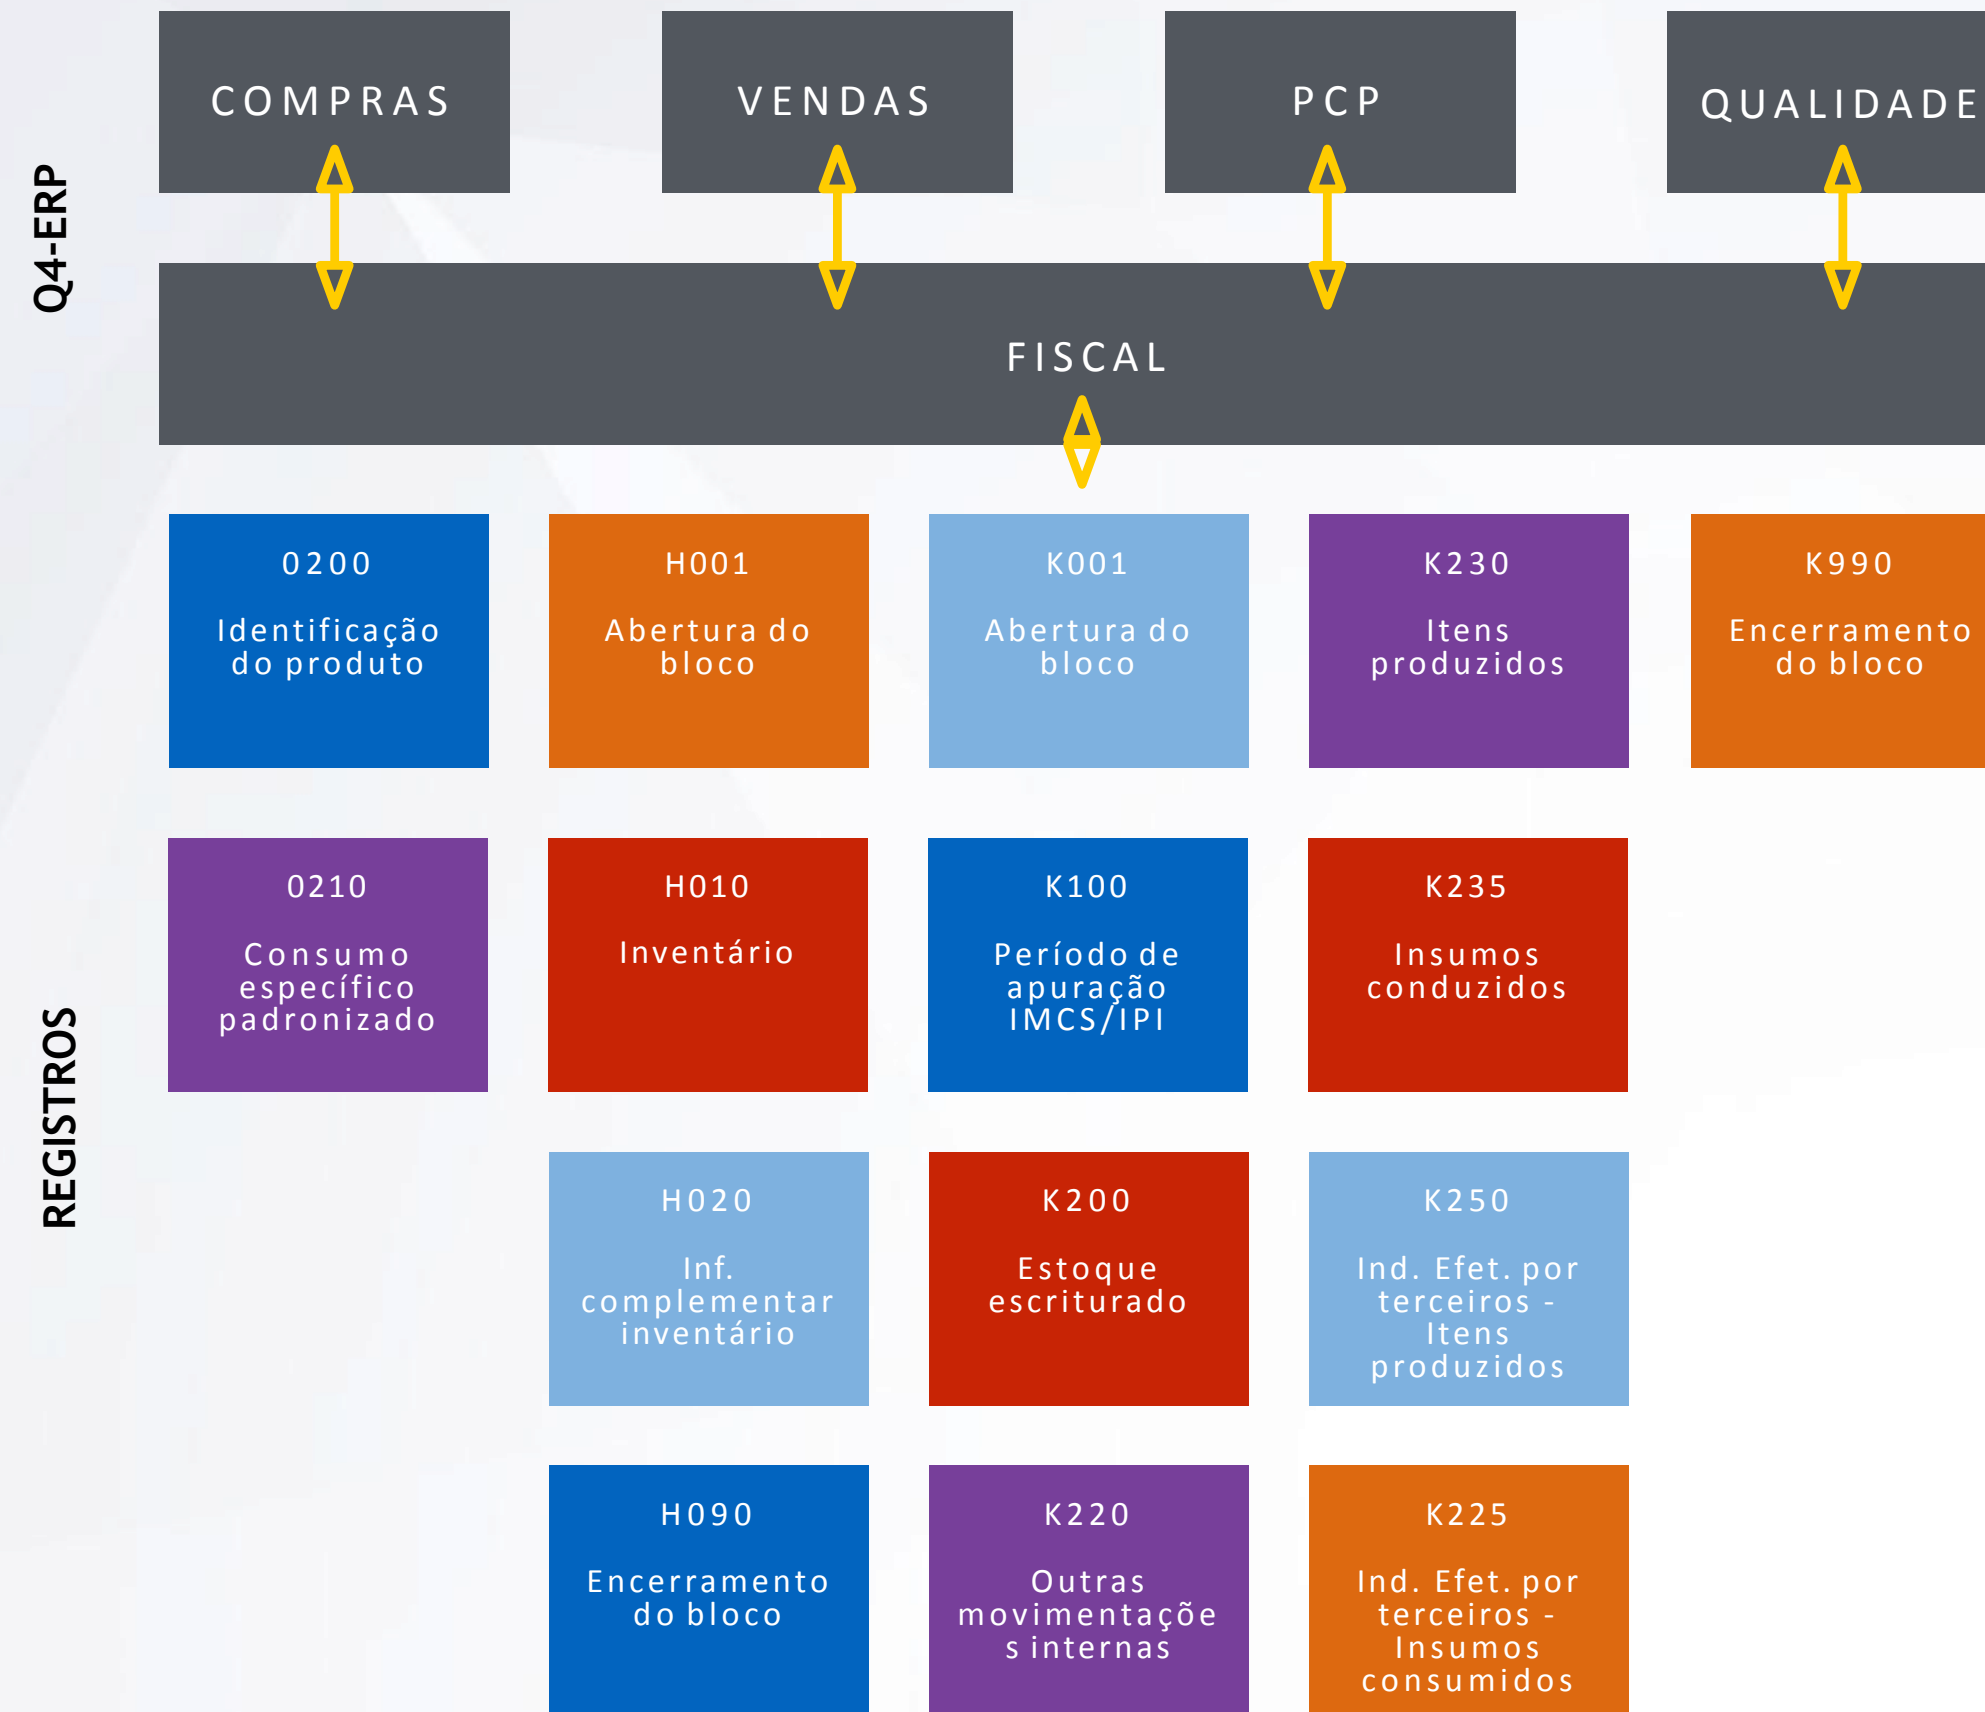 Q4-ERP
COMPRAS
VENDAS
PCP
QUALIDADE
FISCAL
REGISTROS
0200
Identificação
do produto
H001
Abertura do
bloco
K001
Abertura do
bloco
K230
Itens
produzidos
K990
Encerramento
do bloco
0210
Consumo
específico
padronizado
H010
Inventário
K100
Período de
apuração
IMCS/IPI
K235
Insumos
conduzidos
H020
Inf.
complementar
inventário
K200
Estoque
escriturado
K250
Ind. Efet. por
terceiros -
Itens
produzidos
H090
Encerramento
do bloco
K220
Outras
movimentaçõe
s internas
K225
Ind. Efet. por
terceiros -
Insumos
consumidos